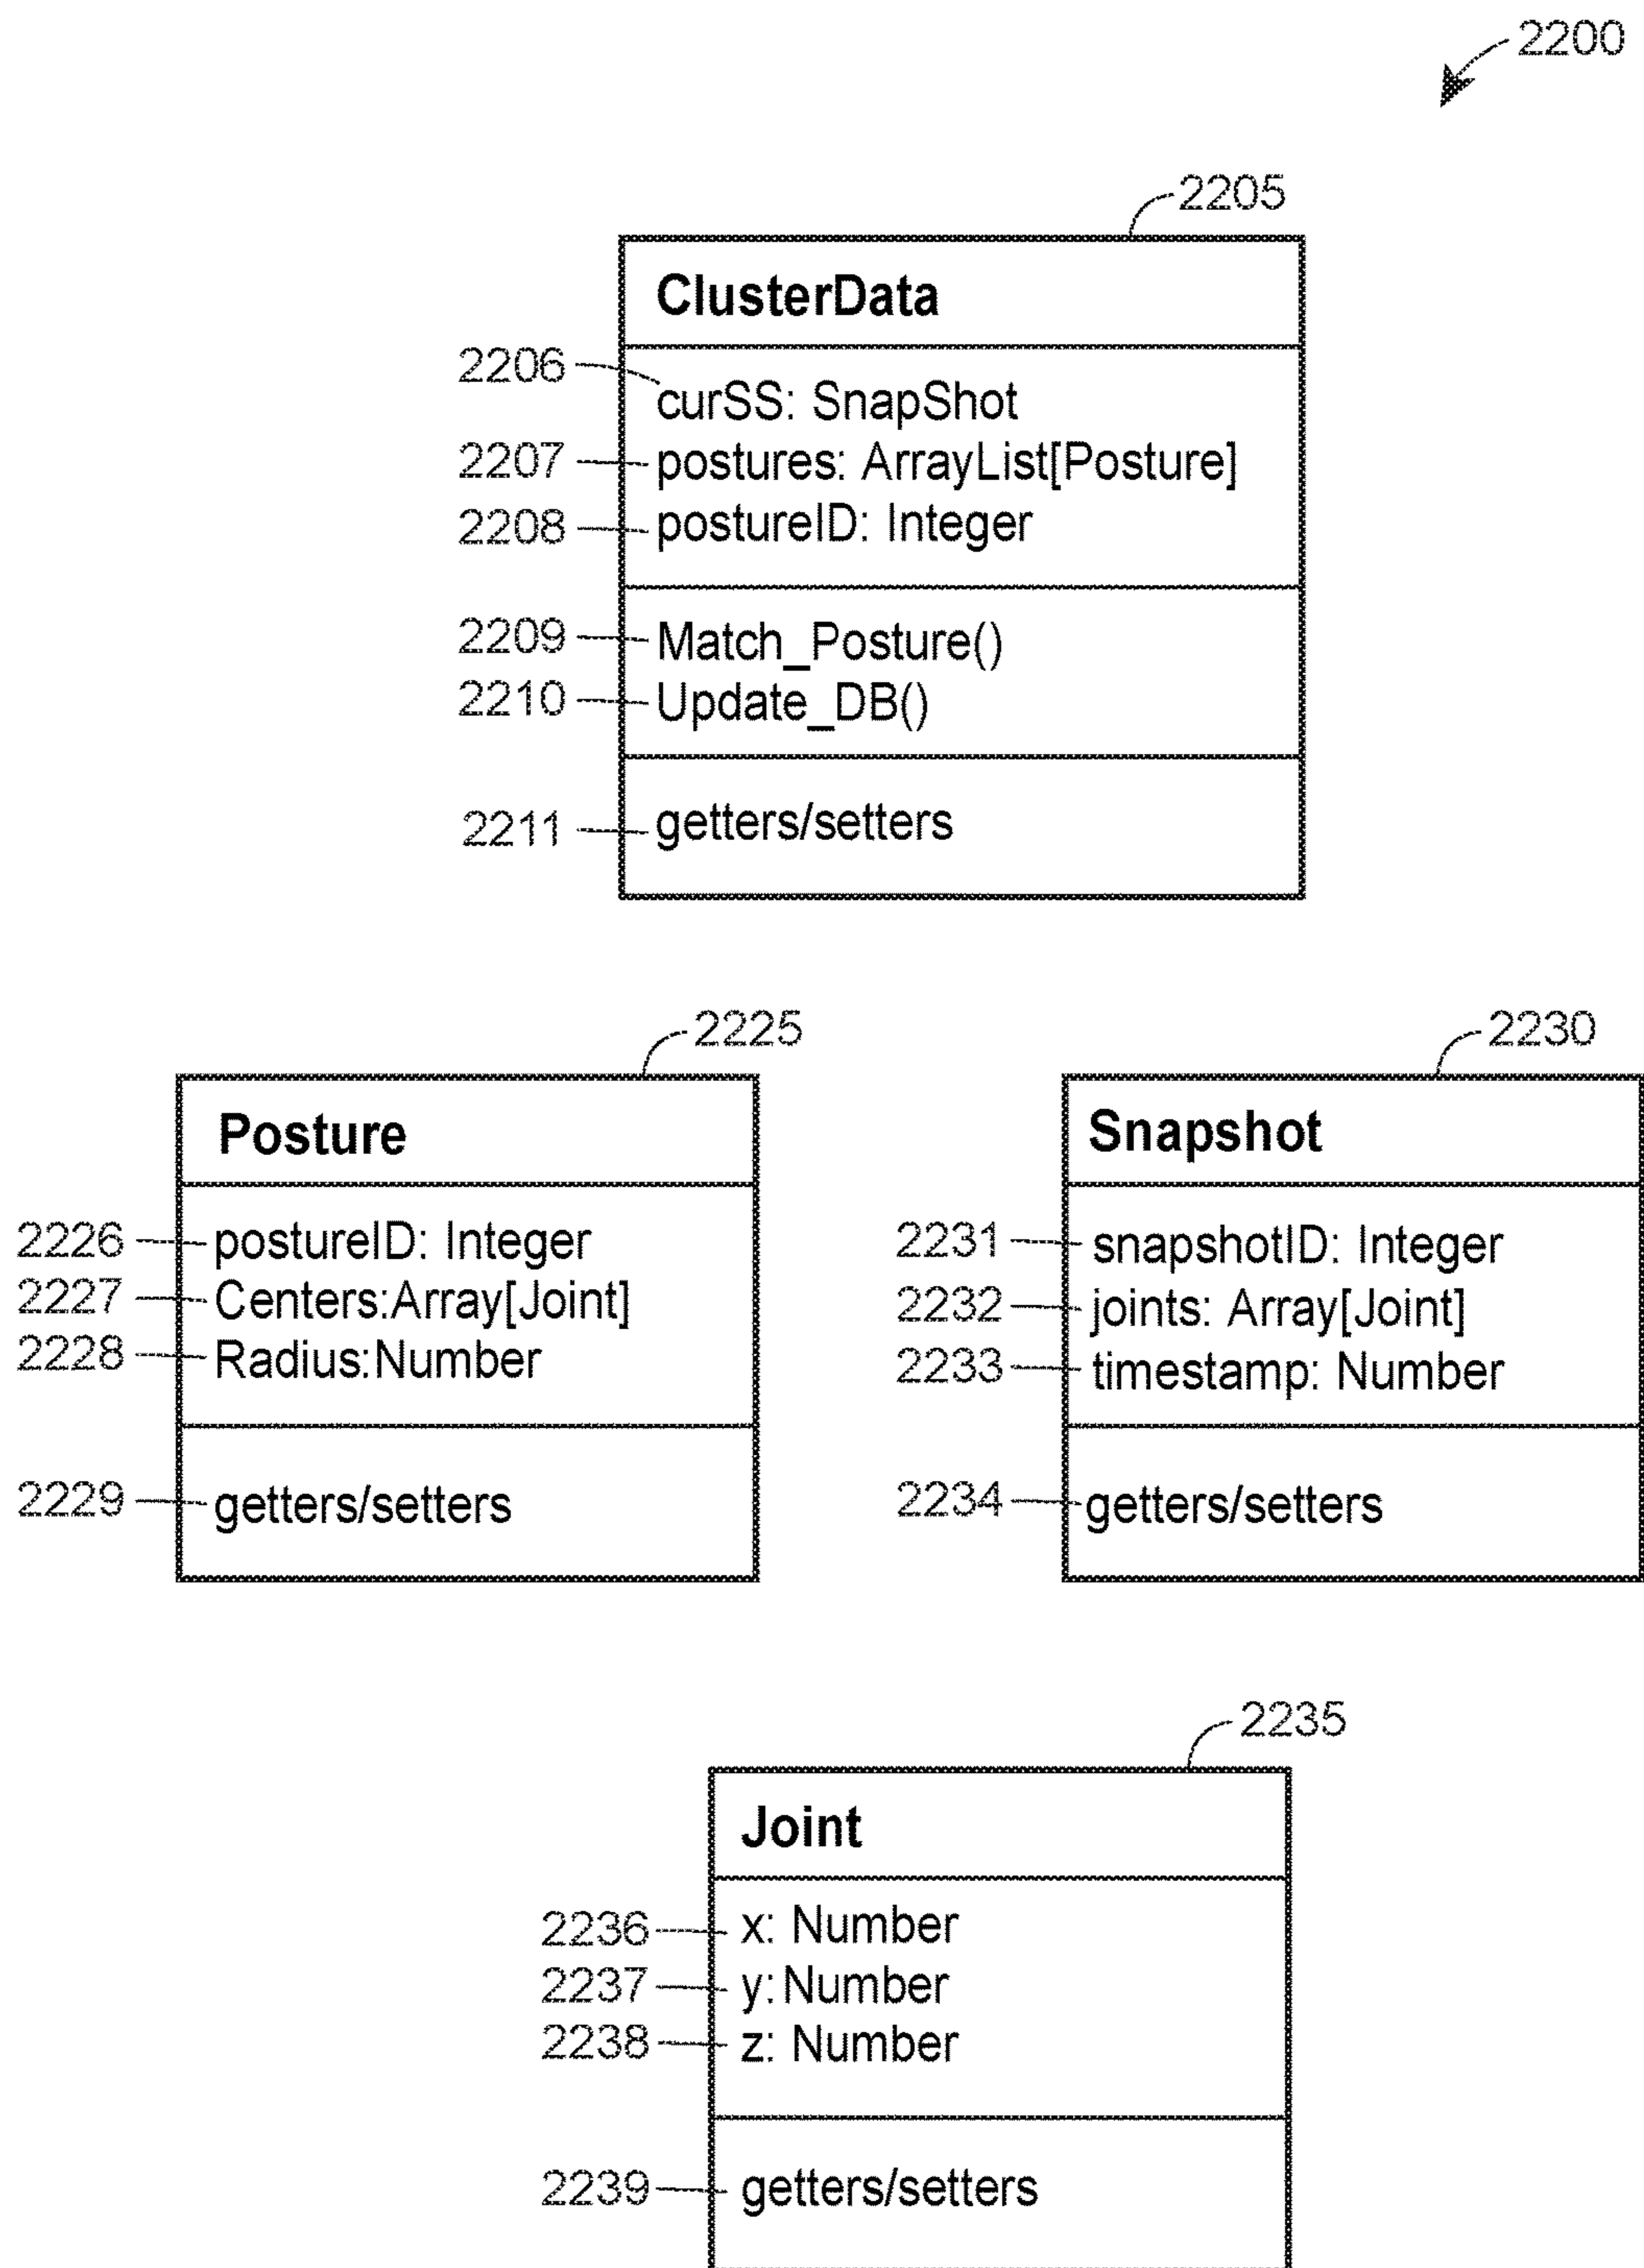 2200
2205
ClusterData
2206 curSS: SnapShot
2207 postures: ArrayList[Posture]
2208 postureID: Integer
2209 Match_Posture()
2210 Update_DB()
2211 getters/setters
2225
Posture
2226 postureID: Integer
2227 Centers:Array[Joint]
2228 Radius:Number
2229 getters/setters
2230
Snapshot
2231 snapshotID: Integer
2232 joints: Array[Joint]
2233 timestamp: Number
2234 getters/setters
2235
Joint
2236 x: Number
2237 y:Number
2238 z: Number
2239 getters/setters